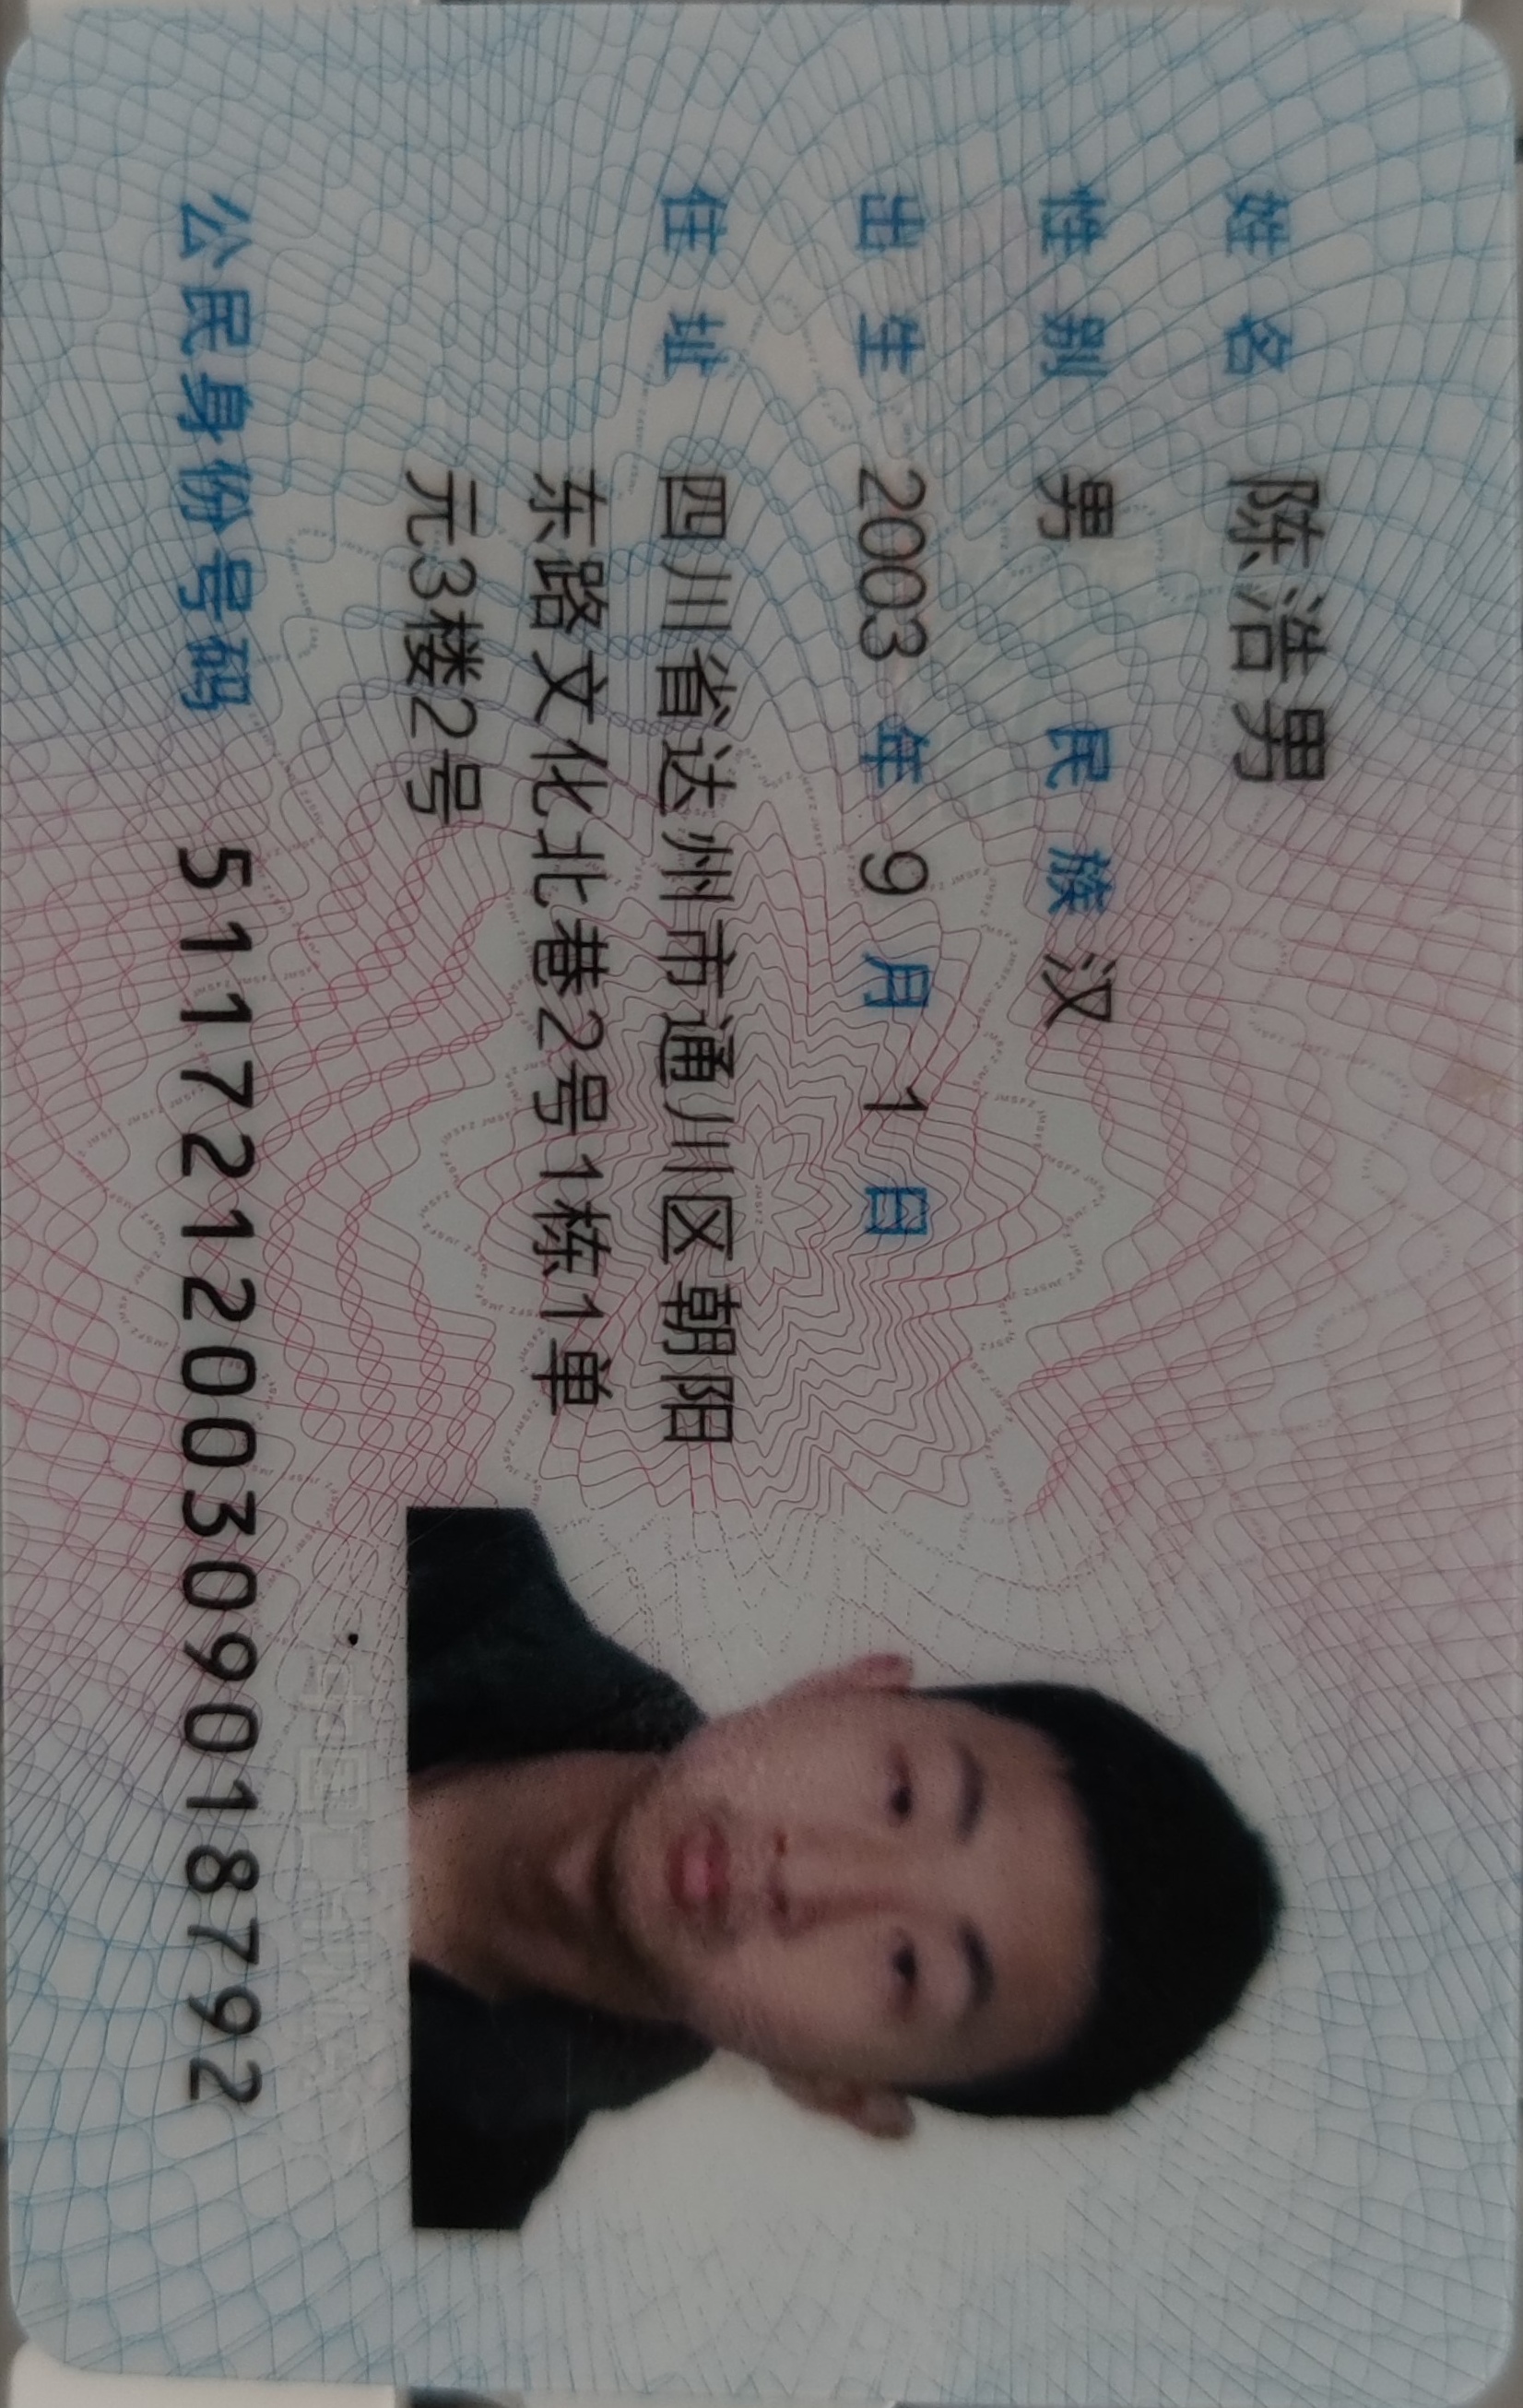 姓名 陈浩男
性别 男 民族 汉
出生 2003 年 9 月 1 日
住址 四川省达州市通川区朝阳
东路文化北巷2号1栋1单
元3楼2号
公民身份号码 511721200309018792